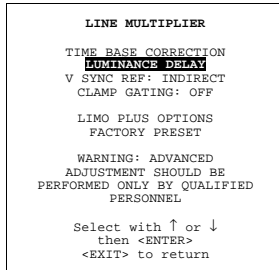 LINE MULTIPLIER
TIME BASE CORRECTION
LUMINANCE DELAY
V SYNC REF: INDIRECT
CLAMP GATING: OFF
LIMO PLUS OPTIONS
FACTORY PRESET
WARNING: ADVANCED
ADJUSTMENT SHOULD BE
PERFORMED ONLY BY QUALIFIED
PERSONNEL
Select with ↑ or ↓
then <ENTER>
<EXIT> to return